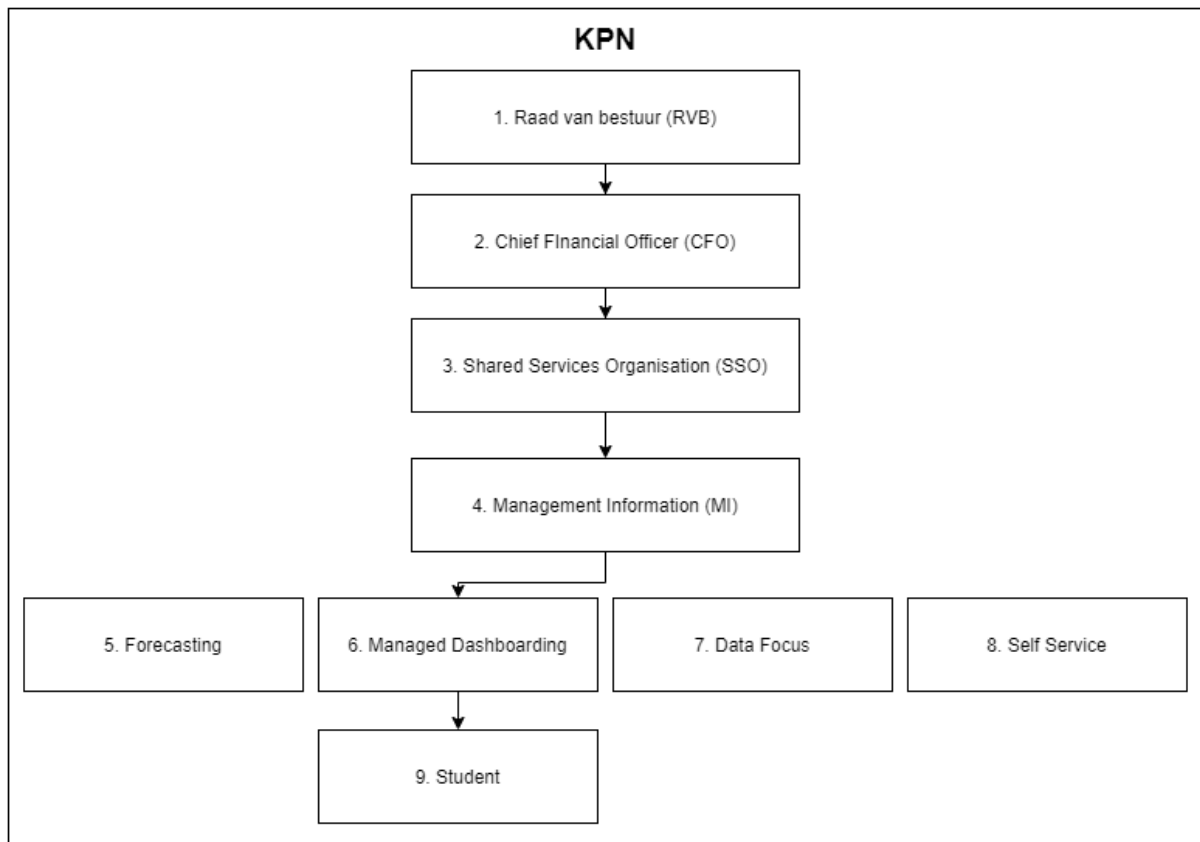 KPN
1. Raad van bestuur (RVB)
2. Chief FInancial Officer (CFO)
3. Shared Services Organisation (SSO)
4. Management Information (MI)
5. Forecasting
6. Managed Dashboarding
7. Data Focus
8. Self Service
9. Student